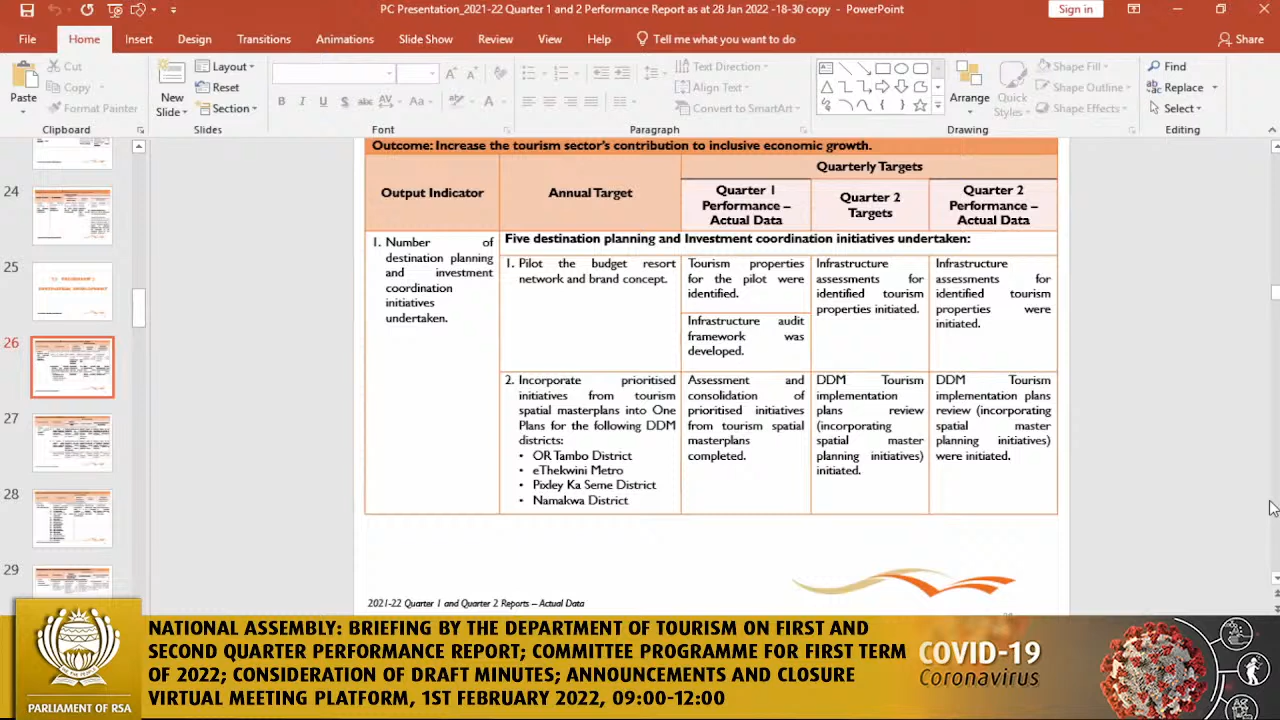 PC Presentation_2021-22 Quarter 1 and 2 Performance Report as at 28 Jan 2022 -18-30 copy - PowerPoint
Sign in
File Home Insert Design Transitions Animations Slide Show Review View Help Tell me what you want to do Share
Paste
Cut
Copy
Format Painter
Clipboard
New
Slide
Layout
Reset
Section
Slides
B I U S abc AV Aa A
Font
Text Direction
Align Text
Convert to SmartArt
Paragraph
Arrange
Quick
Styles
Shape Fill
Shape Outline
Shape Effects
Drawing
Find
Replace
Select
Editing
24
25
26
27
28
29
Outcome: Increase the tourism sector's contribution to inclusive economic growth.
Output Indicator
Annual Target
Quarterly Targets
Quarter 1
Performance –
Actual Data
Quarter 2
Targets
Quarter 2
Performance –
Actual Data
1. Number of
destination planning
and investment
coordination
initiatives
undertaken.
Five destination planning and Investment coordination initiatives undertaken:
1. Pilot the budget resort
network and brand concept.
Tourism properties
for the pilot were
identified.
Infrastructure audit
framework was
developed.
Infrastructure
assessments for
identified tourism
properties initiated.
Infrastructure
assessments for
identified tourism
properties were
initiated.
2. Incorporate prioritised
initiatives from tourism
spatial masterplans into One
Plans for the following DDM
districts:
• OR Tambo District
• eThekwini Metro
• Pixley Ka Seme District
• Namakwa District
Assessment and
consolidation of
prioritised initiatives
from tourism spatial
masterplans
completed.
DDM Tourism
implementation
plans review
(incorporating
spatial master
planning initiatives)
initiated.
DDM Tourism
implementation plans
review (incorporating
spatial master
planning initiatives)
were initiated.
2021-22 Quarter 1 and Quarter 2 Reports – Actual Data
PARLIAMENT OF RSA
NATIONAL ASSEMBLY: BRIEFING BY THE DEPARTMENT OF TOURISM ON FIRST AND
SECOND QUARTER PERFORMANCE REPORT; COMMITTEE PROGRAMME FOR FIRST TERM
OF 2022; CONSIDERATION OF DRAFT MINUTES; ANNOUNCEMENTS AND CLOSURE
VIRTUAL MEETING PLATFORM, 1ST FEBRUARY 2022, 09:00-12:00
COVID-19
Coronavirus